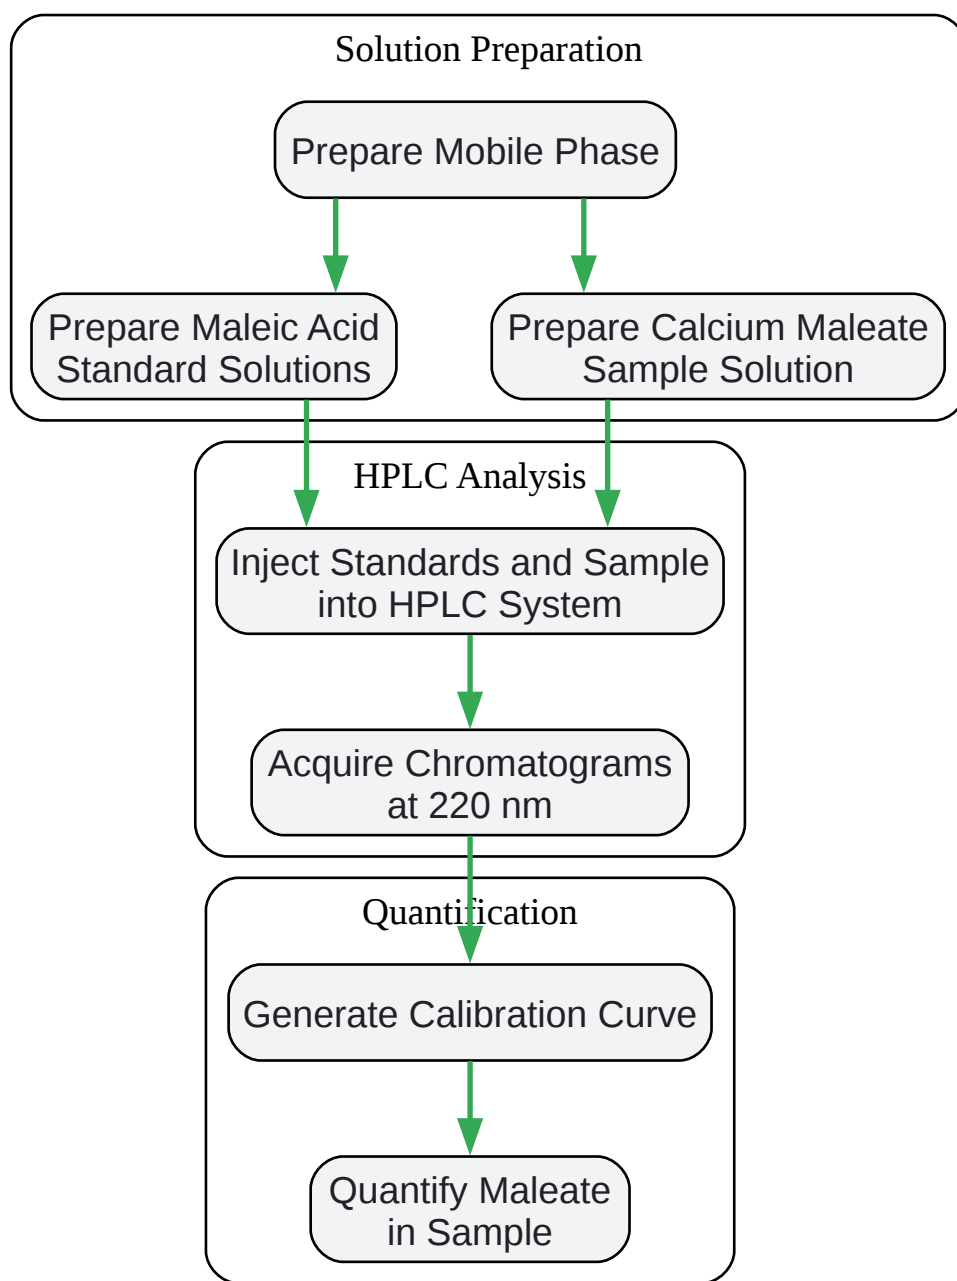 Solution Preparation
Prepare Mobile Phase
Prepare Maleic Acid
Standard Solutions
Prepare Calcium Maleate
Sample Solution
HPLC Analysis
Inject Standards and Sample
into HPLC System
Acquire Chromatograms
at 220 nm
Quantification
Generate Calibration Curve
Quantify Maleate
in Sample